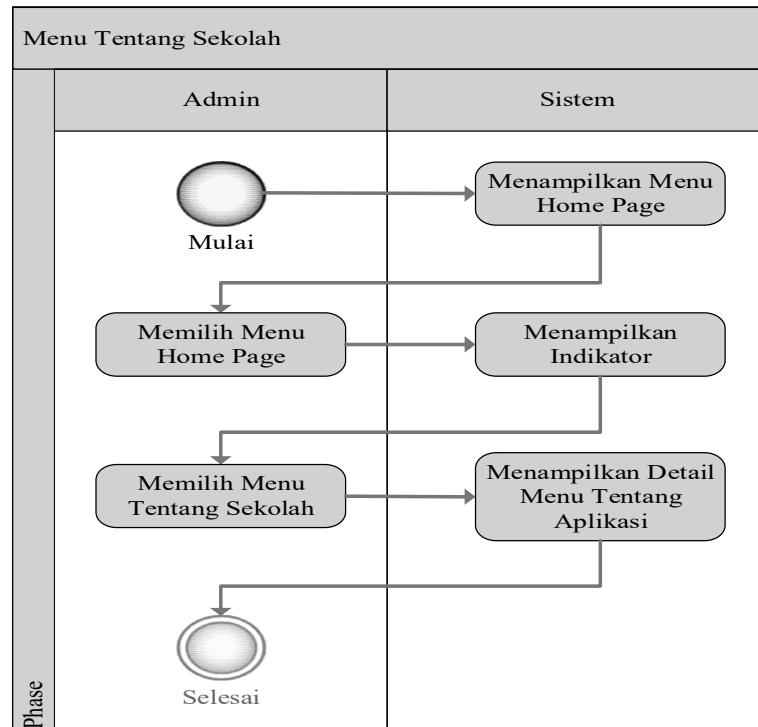 Menu Tentang Sekolah
Admin
Sistem
Menampilkan Menu
Home Page
Mulai
Memilih Menu
Home Page
Menampilkan
Indikator
Memilih Menu
Tentang Sekolah
Menampilkan Detail
Menu Tentang
Aplikasi
Selesai
Phase